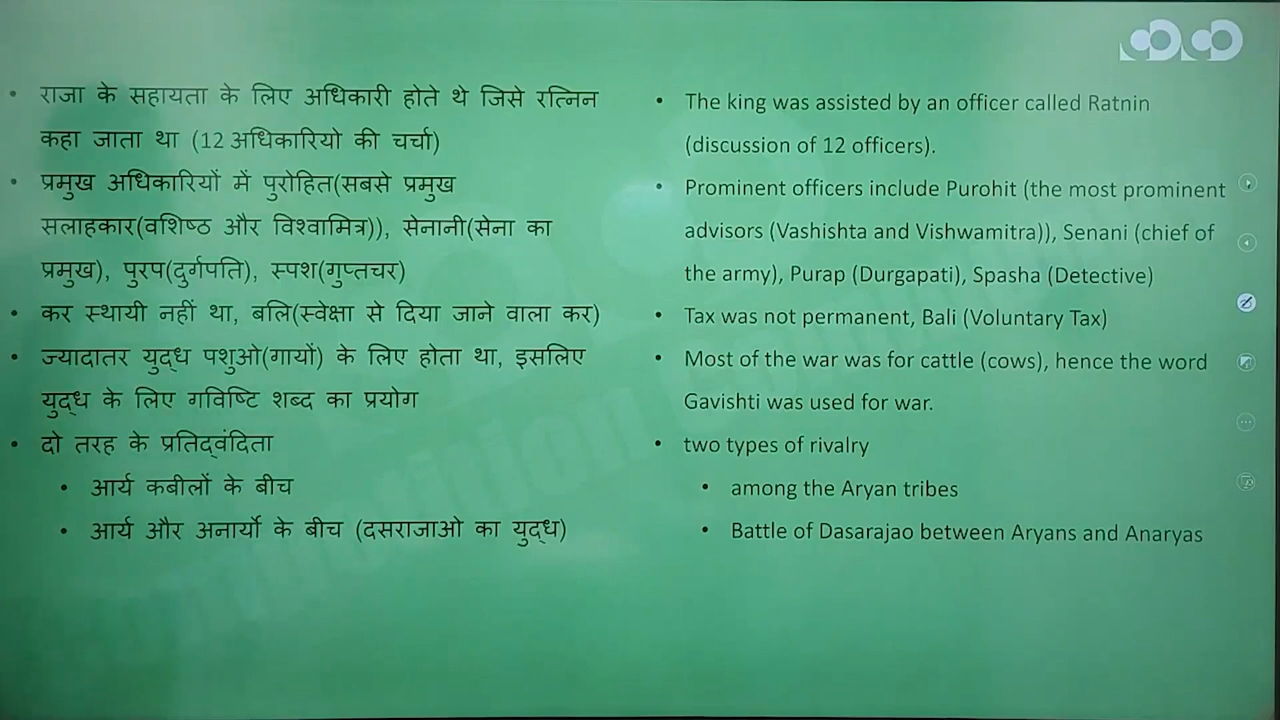 • राजा के सहायता के लिए अधिकारी होते थे जिसे रत्निन
कहा जाता था (12 अधिकारियो की चर्चा)
• प्रमुख अधिकारियों में पुरोहित(सबसे प्रमुख
सलाहकार(वशिष्ठ और विश्वामित्र)), सेनानी(सेना का
प्रमुख), पुरप(दुर्गपति), स्पश(गुप्तचर)
• कर स्थायी नहीं था, बलि(स्वेक्षा से दिया जाने वाला कर)
• ज्यादातर युद्ध पशुओ(गायों) के लिए होता था, इसलिए
युद्ध के लिए गविष्टि शब्द का प्रयोग
• दो तरह के प्रतिद्वंदिता
• आर्य कबीलों के बीच
• आर्य और अनार्यो के बीच (दसराजाओ का युद्ध)
• The king was assisted by an officer called Ratnin
(discussion of 12 officers).
• Prominent officers include Purohit (the most prominent
advisors (Vashishta and Vishwamitra)), Senani (chief of
the army), Purap (Durgapati), Spasha (Detective)
• Tax was not permanent, Bali (Voluntary Tax)
• Most of the war was for cattle (cows), hence the word
Gavishti was used for war.
• two types of rivalry
• among the Aryan tribes
• Battle of Dasarajao between Aryans and Anaryas